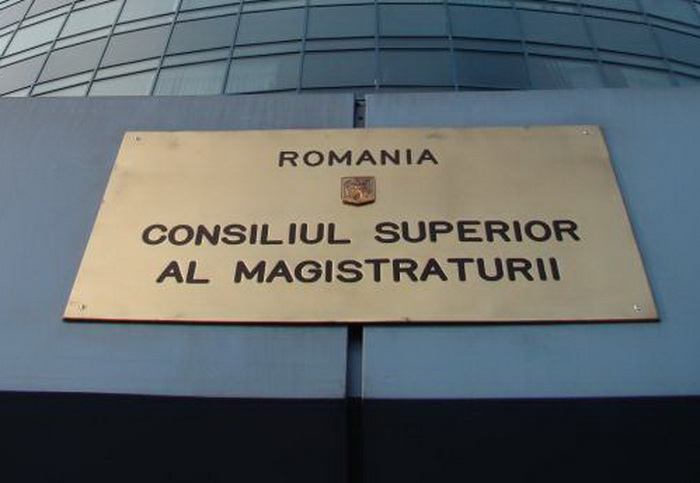 ROMANIA
CONSILIUL SUPERIOR
AL MAGISTRATURII